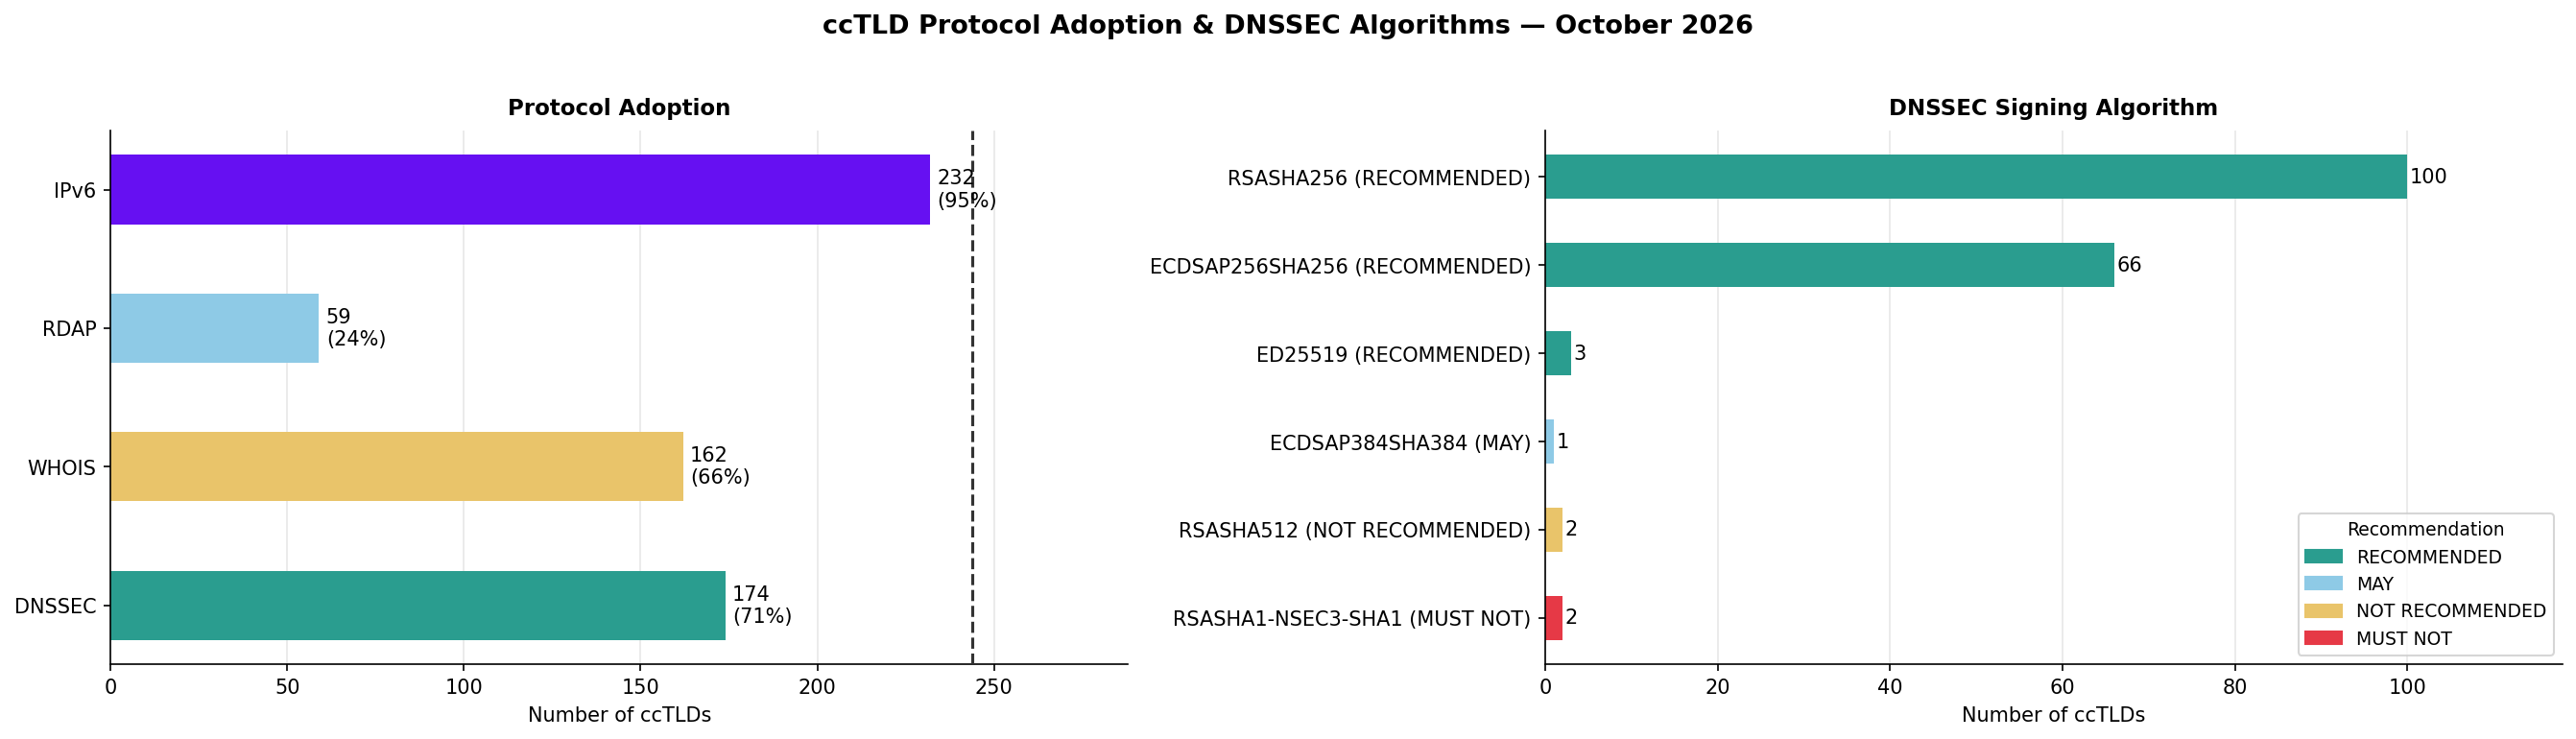 ccTLD Protocol Adoption & DNSSEC Algorithms — October 2026
Protocol Adoption
IPv6
232
(95%)
RDAP
59
(24%)
WHOIS
162
(66%)
DNSSEC
174
(71%)
0 50 100 150 200 250
Number of ccTLDs
DNSSEC Signing Algorithm
RSASHA256 (RECOMMENDED) 100
ECDSAP256SHA256 (RECOMMENDED) 66
ED25519 (RECOMMENDED) 3
ECDSAP384SHA384 (MAY) 1
RSASHA512 (NOT RECOMMENDED) 2
RSASHA1-NSEC3-SHA1 (MUST NOT) 2
Recommendation
RECOMMENDED
MAY
NOT RECOMMENDED
MUST NOT
0 20 40 60 80 100
Number of ccTLDs